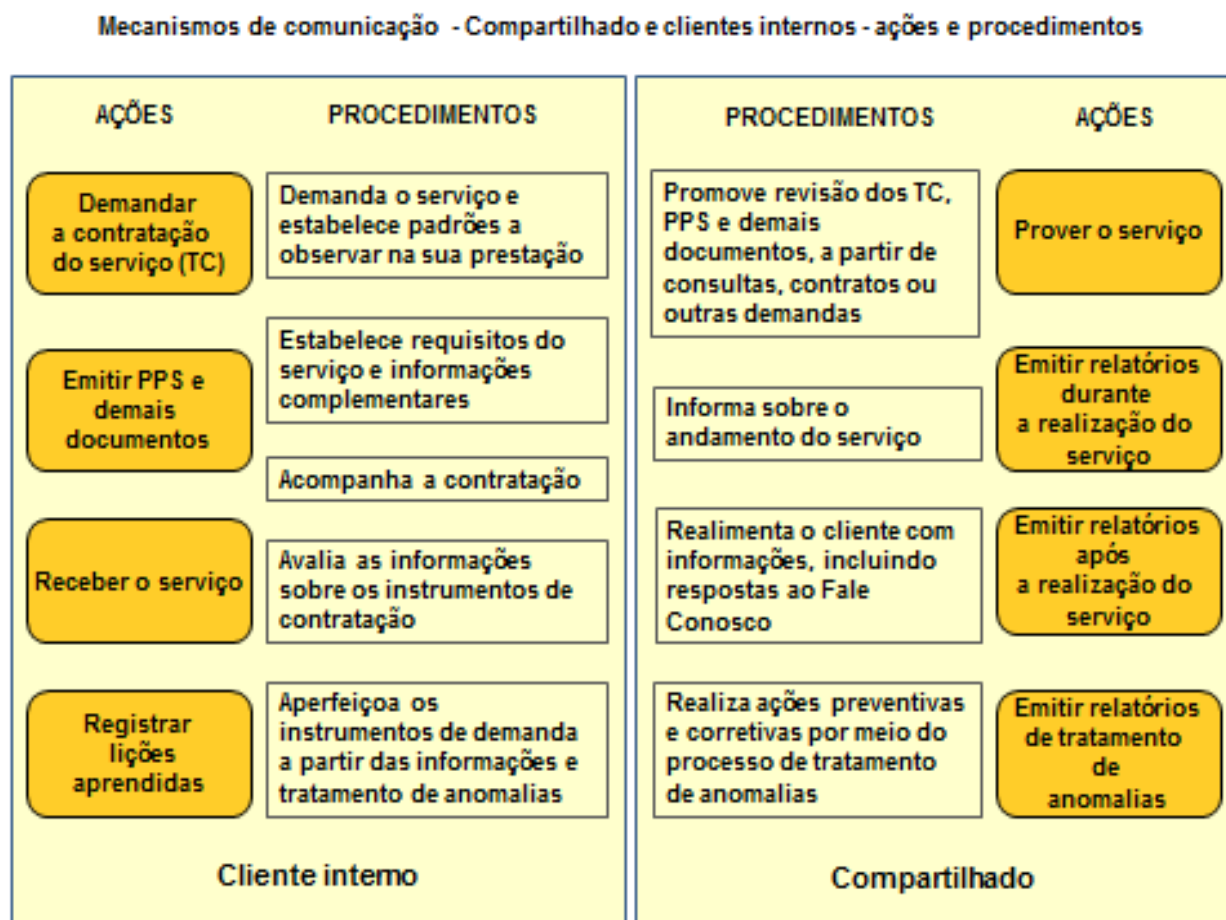 Mecanismos de comunicação - Compartilhado e clientes internos - ações e procedimentos
AÇÕES
PROCEDIMENTOS
Demandar
a contratação
do serviço (TC)
Demanda o serviço e
estabelece padrões a
observar na sua prestação
Emitir PPS e
demais
documentos
Estabelece requisitos do
serviço e informações
complementares
Acompanha a contratação
Receber o serviço
Avalia as informações
sobre os instrumentos de
contratação
Registrar
lições
aprendidas
Aperfeiçoa os
instrumentos de demanda
a partir das informações e
tratamento de anomalias
Cliente interno
PROCEDIMENTOS
AÇÕES
Promove revisão dos TC,
PPS e demais
documentos, a partir de
consultas, contratos ou
outras demandas
Prover o serviço
Informa sobre o
andamento do serviço
Emitir relatórios
durante
a realização do
serviço
Realimenta o cliente com
informações, incluindo
respostas ao Fale
Conosco
Emitir relatórios
após
a realização do
serviço
Realiza ações preventivas
e corretivas por meio do
processo de tratamento
de anomalias
Emitir relatórios
de tratamento
de
anomalias
Compartilhado